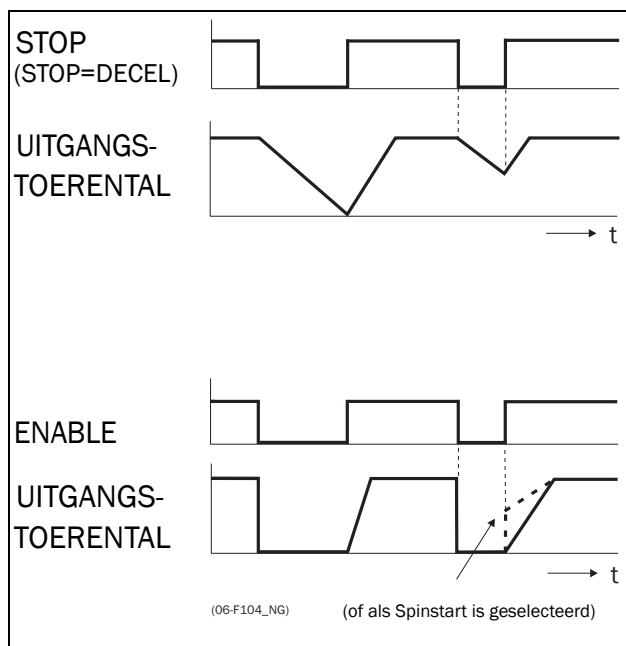 STOP
(STOP=DECEL)
UITGANGS-
TOERENTAL
t
ENABLE
UITGANGS-
TOERENTAL
t
(06-F104_NG)
(of als Spinstart is geselecteerd)